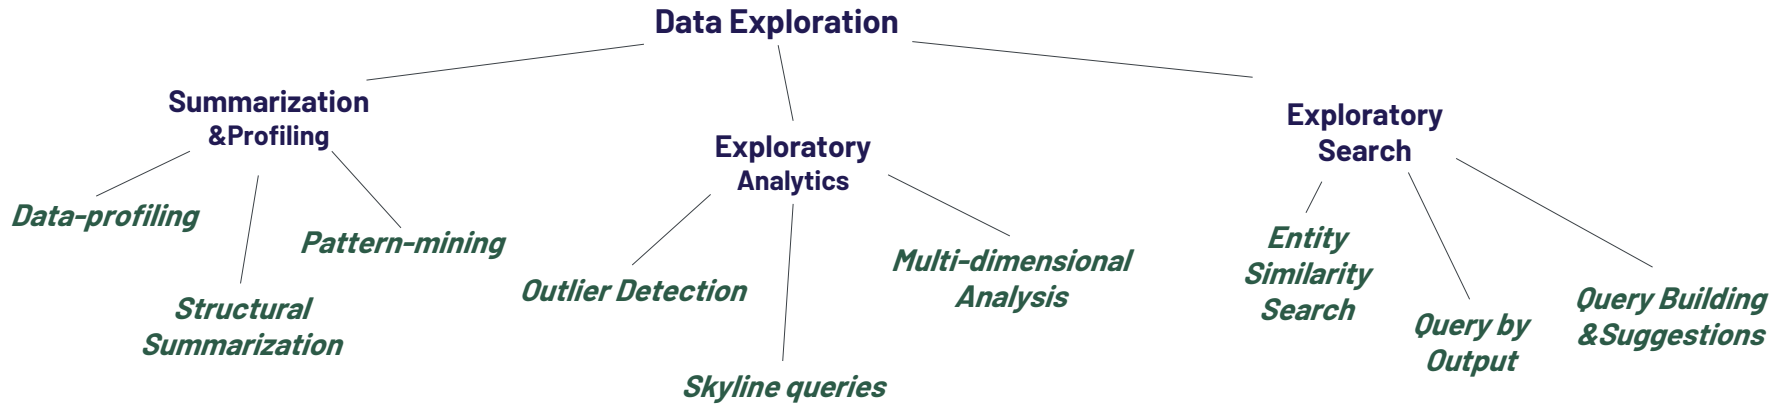 Data Exploration
Summarization
&Profiling
Exploratory
Analytics
Exploratory
Search
Data-profiling
Structural
Summarization
Pattern-mining
Outlier Detection
Skyline queries
Multi-dimensional
Analysis
Entity
Similarity
Search
Query by
Output
Query Building
&Suggestions